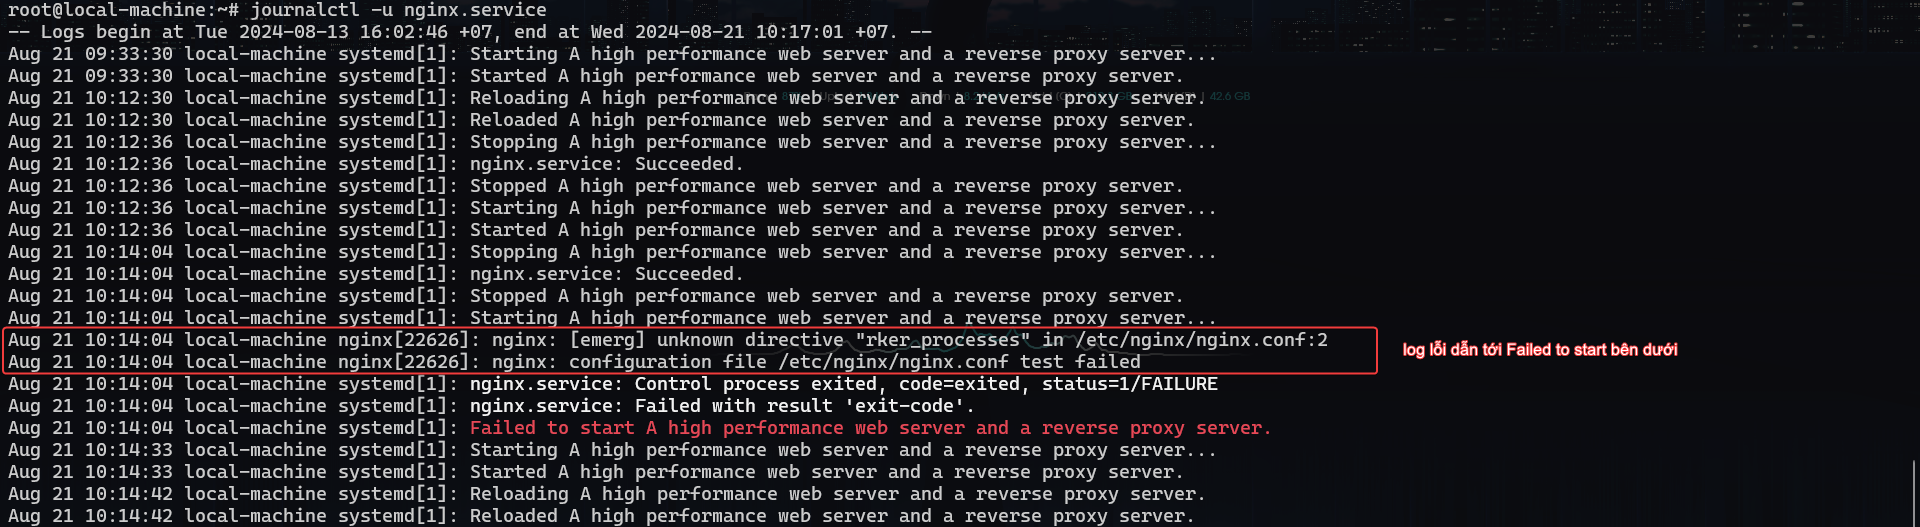 root@local-machine:~# journalctl -u nginx.service
-- Logs begin at Tue 2024-08-13 16:02:46 +07, end at Wed 2024-08-21 10:17:01 +07. --
Aug 21 09:33:30 local-machine systemd[1]: Starting A high performance web server and a reverse proxy server...
Aug 21 09:33:30 local-machine systemd[1]: Started A high performance web server and a reverse proxy server.
Aug 21 10:12:30 local-machine systemd[1]: Reloading A high performance web server and a reverse proxy server.
42.6 GB
Aug 21 10:12:30 local-machine systemd[1]: Reloaded A high performance web server and a reverse proxy server.
Aug 21 10:12:36 local-machine systemd[1]: Stopping A high performance web server and a reverse proxy server...
Aug 21 10:12:36 local-machine systemd[1]: nginx.service: Succeeded.
Aug 21 10:12:36 local-machine systemd[1]: Stopped A high performance web server and a reverse proxy server.
Aug 21 10:12:36 local-machine systemd[1]: Starting A high performance web server and a reverse proxy server...
Aug 21 10:12:36 local-machine systemd[1]: Started A high performance web server and a reverse proxy server.
Aug 21 10:14:04 local-machine systemd[1]: Stopping A high performance web server and a reverse proxy server...
Aug 21 10:14:04 local-machine systemd[1]: nginx.service: Succeeded.
Aug 21 10:14:04 local-machine systemd[1]: Stopped A high performance web server and a reverse proxy server.
Aug 21 10:14:04 local-machine systemd[1]: Starting A high performance web server and a reverse proxy server...
Aug 21 10:14:04 local-machine nginx[22626]: nginx: [emerg] unknown directive "rker_processes" in /etc/nginx/nginx.conf:2
Aug 21 10:14:04 local-machine nginx[22626]: nginx: configuration file /etc/nginx/nginx.conf test failed
log lỗi dẫn tới Failed to start bên dưới
Aug 21 10:14:04 local-machine systemd[1]: nginx.service: Control process exited, code=exited, status=1/FAILURE
Aug 21 10:14:04 local-machine systemd[1]: nginx.service: Failed with result 'exit-code'.
Aug 21 10:14:04 local-machine systemd[1]: Failed to start A high performance web server and a reverse proxy server.
Aug 21 10:14:33 local-machine systemd[1]: Starting A high performance web server and a reverse proxy server...
Aug 21 10:14:33 local-machine systemd[1]: Started A high performance web server and a reverse proxy server.
Aug 21 10:14:42 local-machine systemd[1]: Reloading A high performance web server and a reverse proxy server.
Aug 21 10:14:42 local-machine systemd[1]: Reloaded A high performance web server and a reverse proxy server.